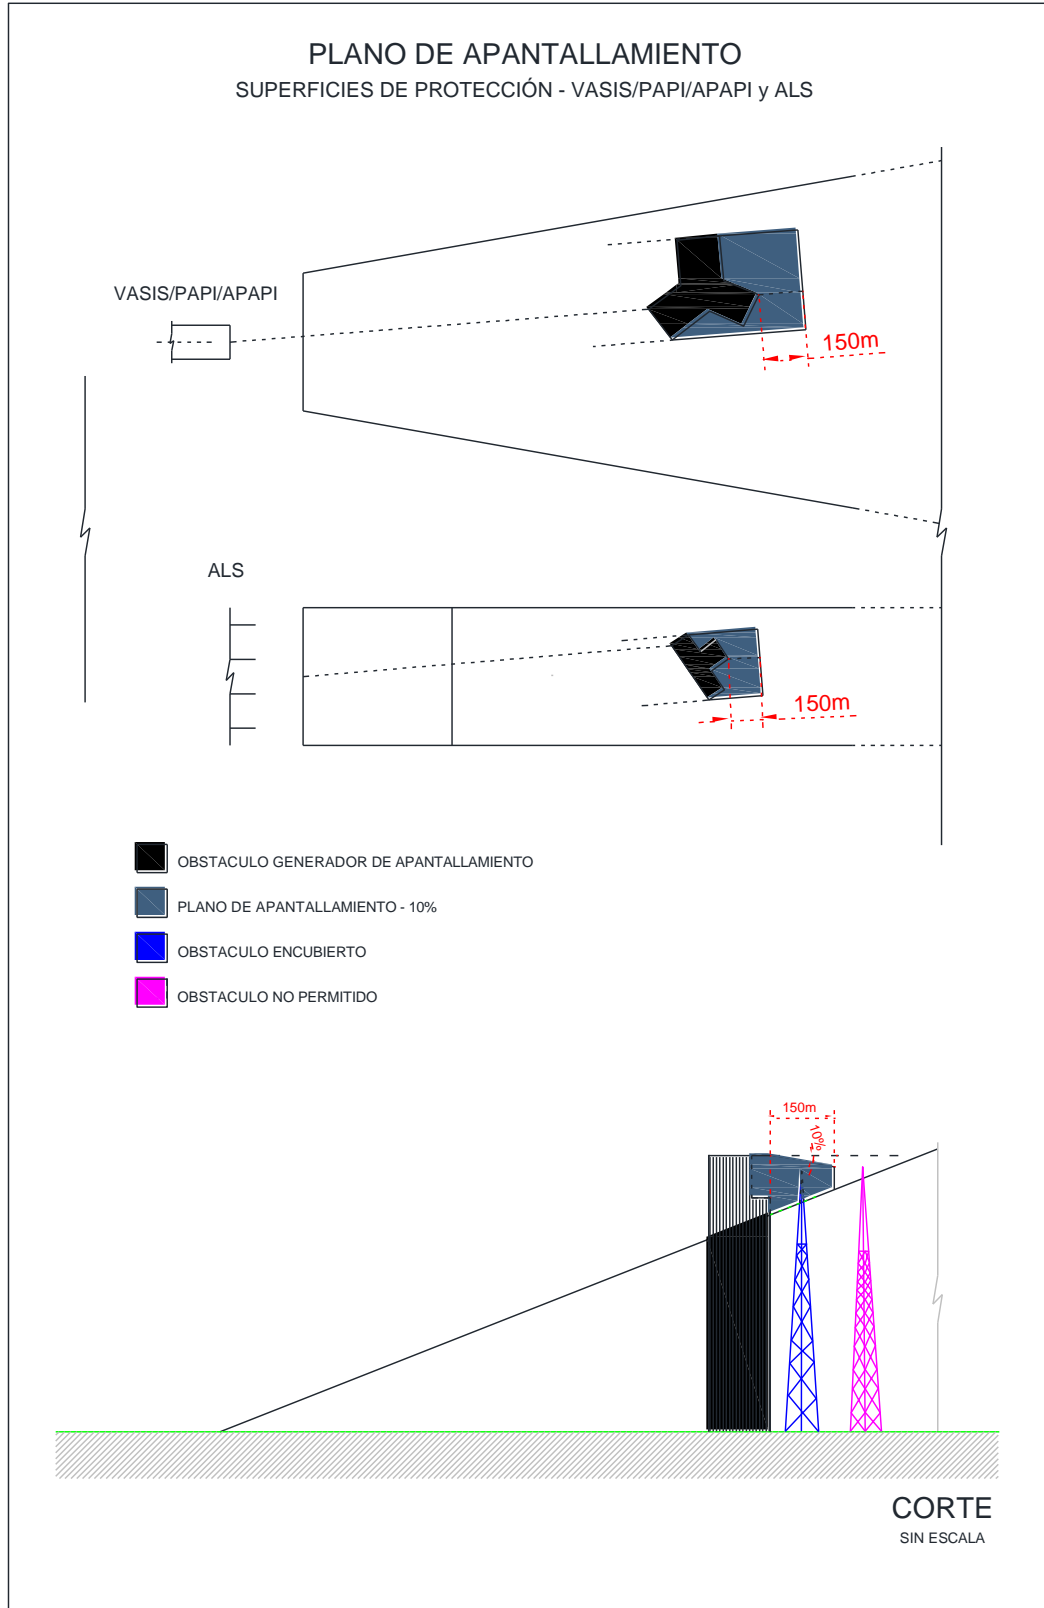 PLANO DE APANTALLAMIENTO
SUPERFICIES DE PROTECCIÓN - VASIS/PAPI/APAPI y ALS
VASIS/PAPI/APAPI
150m
ALS
150m
OBSTACULO GENERADOR DE APANTALLAMIENTO
PLANO DE APANTALLAMIENTO - 10%
OBSTACULO ENCUBIERTO
OBSTACULO NO PERMITIDO
150m
10%
CORTE
SIN ESCALA